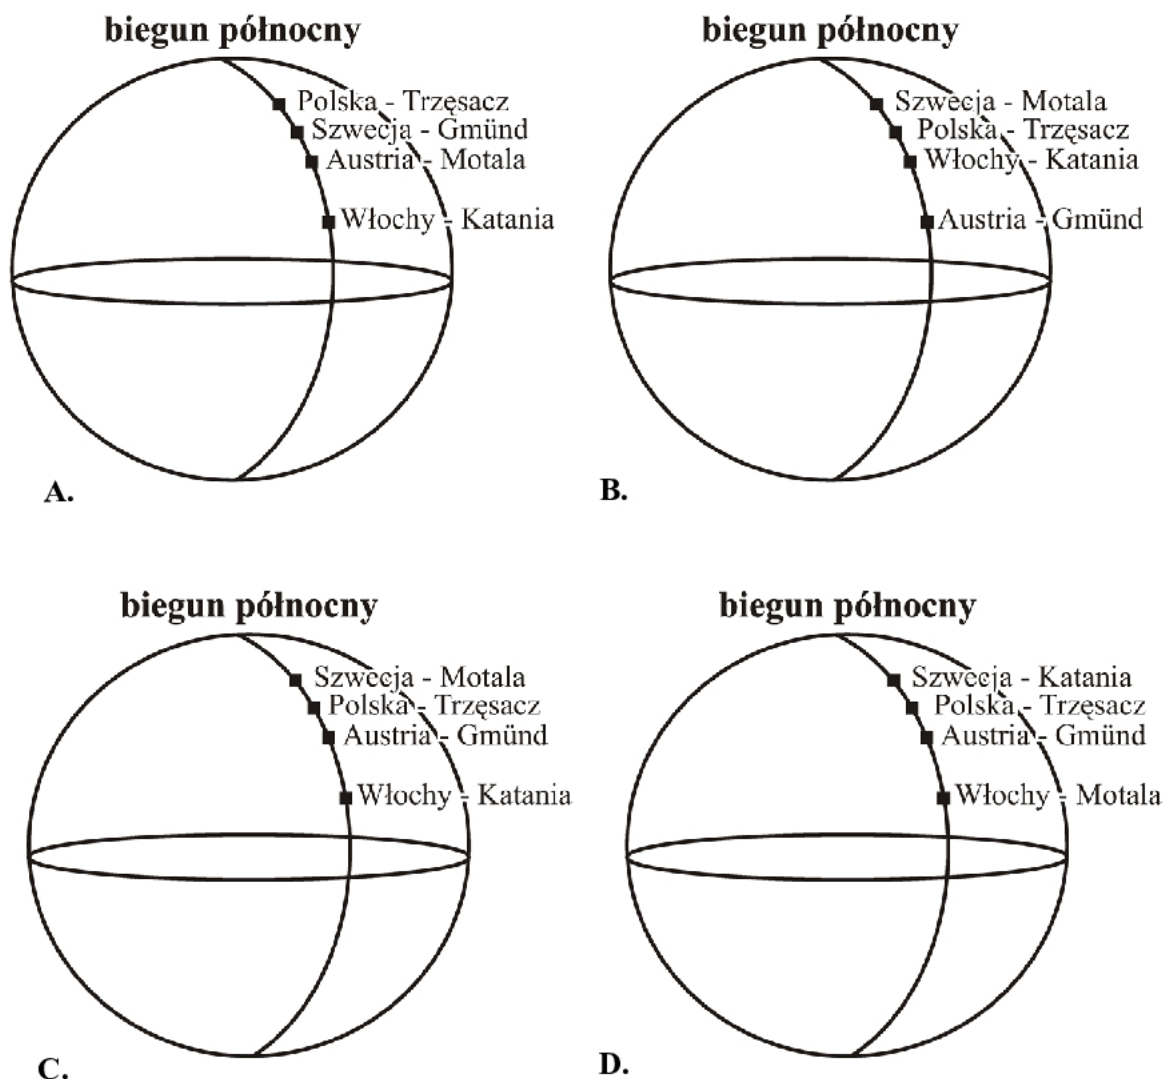 biegun północny
Polska - Trzęsacz
Szwecja - Gmünd
Austria - Motala
Włochy - Katania
A.
biegun północny
Szwecja - Motala
Polska - Trzęsacz
Włochy - Katania
Austria - Gmünd
B.
biegun północny
Szwecja - Motala
Polska - Trzęsacz
Austria - Gmünd
Włochy - Katania
C.
biegun północny
Szwecja - Katania
Polska - Trzęsacz
Austria - Gmünd
Włochy - Motala
D.